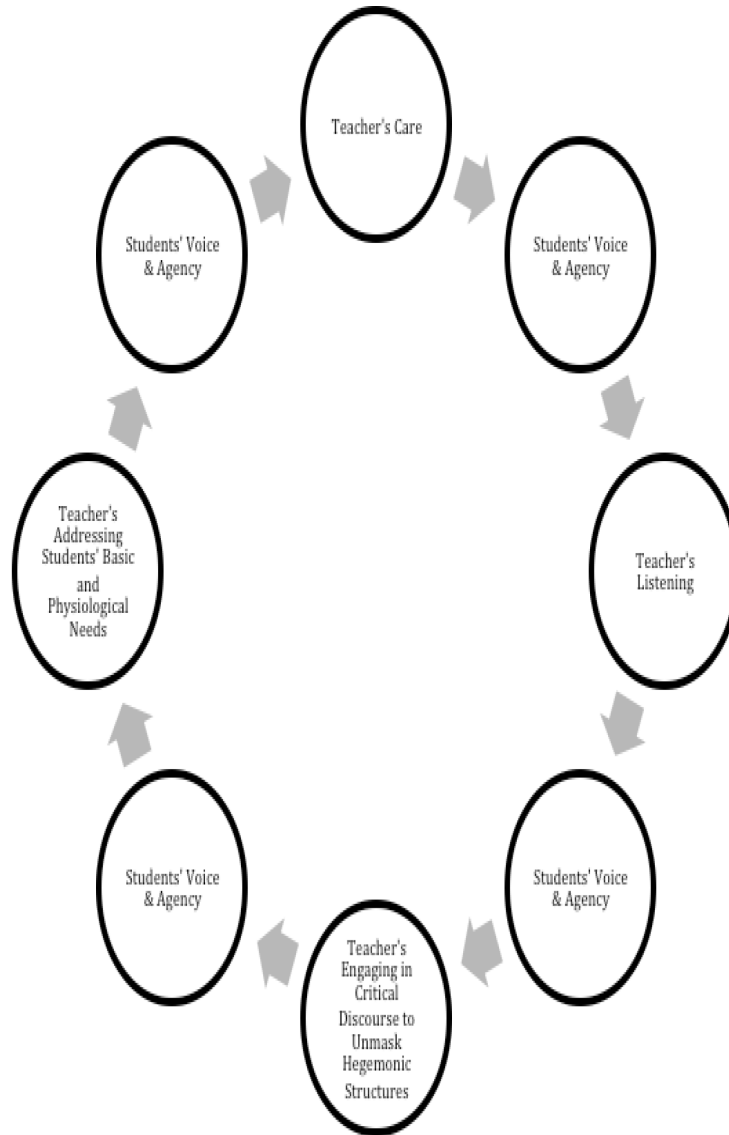 Teacher's Care
Students' Voice
& Agency
Teacher's
Listening
Students' Voice
& Agency
Teacher's
Engaging in
Critical
Discourse to
Unmask
Hegemonic
Structures
Students' Voice
& Agency
Teacher's
Addressing
Students' Basic
and
Physiological
Needs
Students' Voice
& Agency